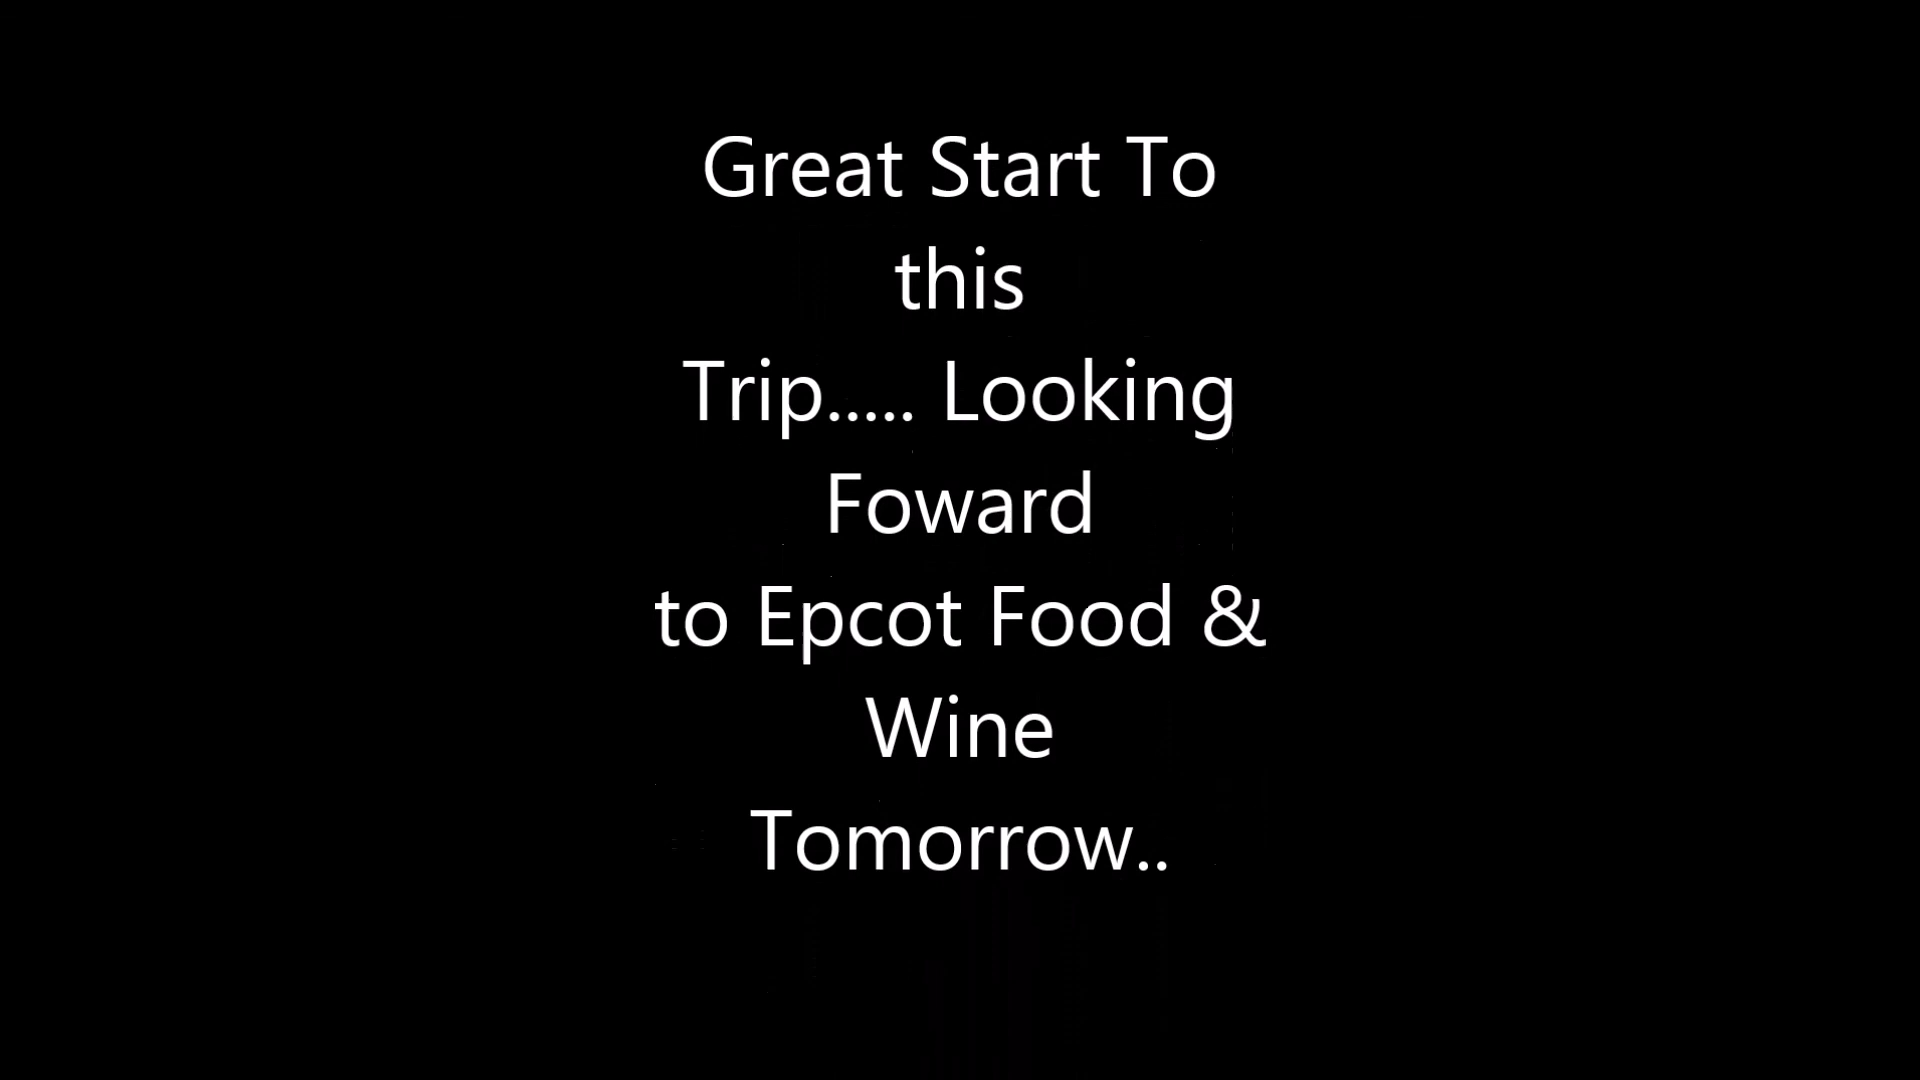 Great Start To
this
Trip..... Looking
Foward
to Epcot Food &
Wine
Tomorrow..